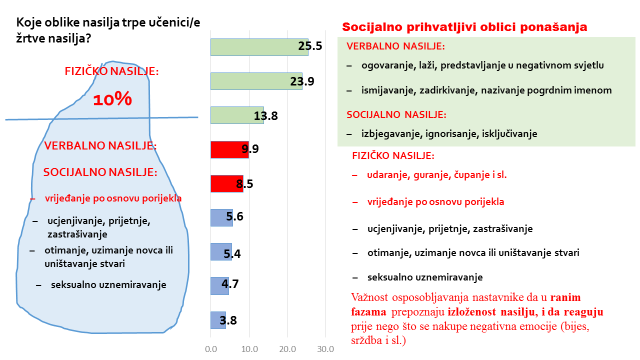 Koje oblike nasilja trpe učenici/e
žrtve nasilja?
FIZIČKO NASILJE:
10%
VERBALNO NASILJE:
SOCIJALNO NASILJE:
– vrijeđanje po osnovu porijekla
– ucjenjivanje, prijetnje,
zastrašivanje
– otimanje, uzimanje novca ili
uništavanje stvari
– seksualno uznemiravanje
25.5
23.9
13.8
9.9
8.5
5.6
5.4
4.7
3.8
0.0 10.0 20.0 30.0
Socijalno prihvatljivi oblici ponašanja
VERBALNO NASILJE:
– ogovaranje, laži, predstavljanje u negativnom svjetlu
– ismijavanje, zadirkivanje, nazivanje pogrdnim imenom
SOCIJALNO NASILJE:
– izbjegavanje, ignorisanje, isključivanje
FIZIČKO NASILJE:
– udaranje, guranje, čupanje i sl.
– vrijeđanje po osnovu porijekla
– ucjenjivanje, prijetnje, zastrašivanje
– otimanje, uzimanje novca ili uništavanje stvari
– seksualno uznemiravanje
Važnost osposobljavanja nastavnike da u ranim
fazama prepoznaju izloženost nasilju, i da reaguju
prije nego što se nakupe negativna emocije (bijes,
srždba i sl.)